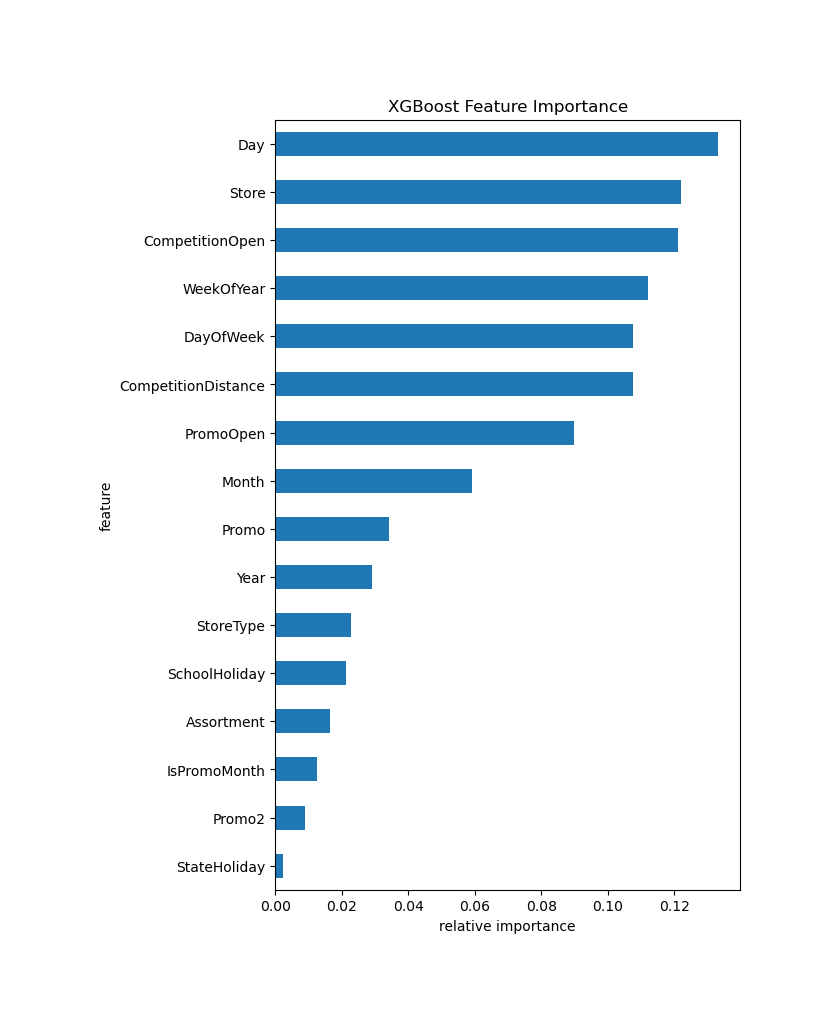 XGBoost Feature Importance
Day
Store
CompetitionOpen
WeekOfYear
DayOfWeek
CompetitionDistance
PromoOpen
Month
Promo
Year
StoreType
SchoolHoliday
Assortment
IsPromoMonth
Promo2
StateHoliday
feature
0.00 0.02 0.04 0.06 0.08 0.10 0.12
relative importance